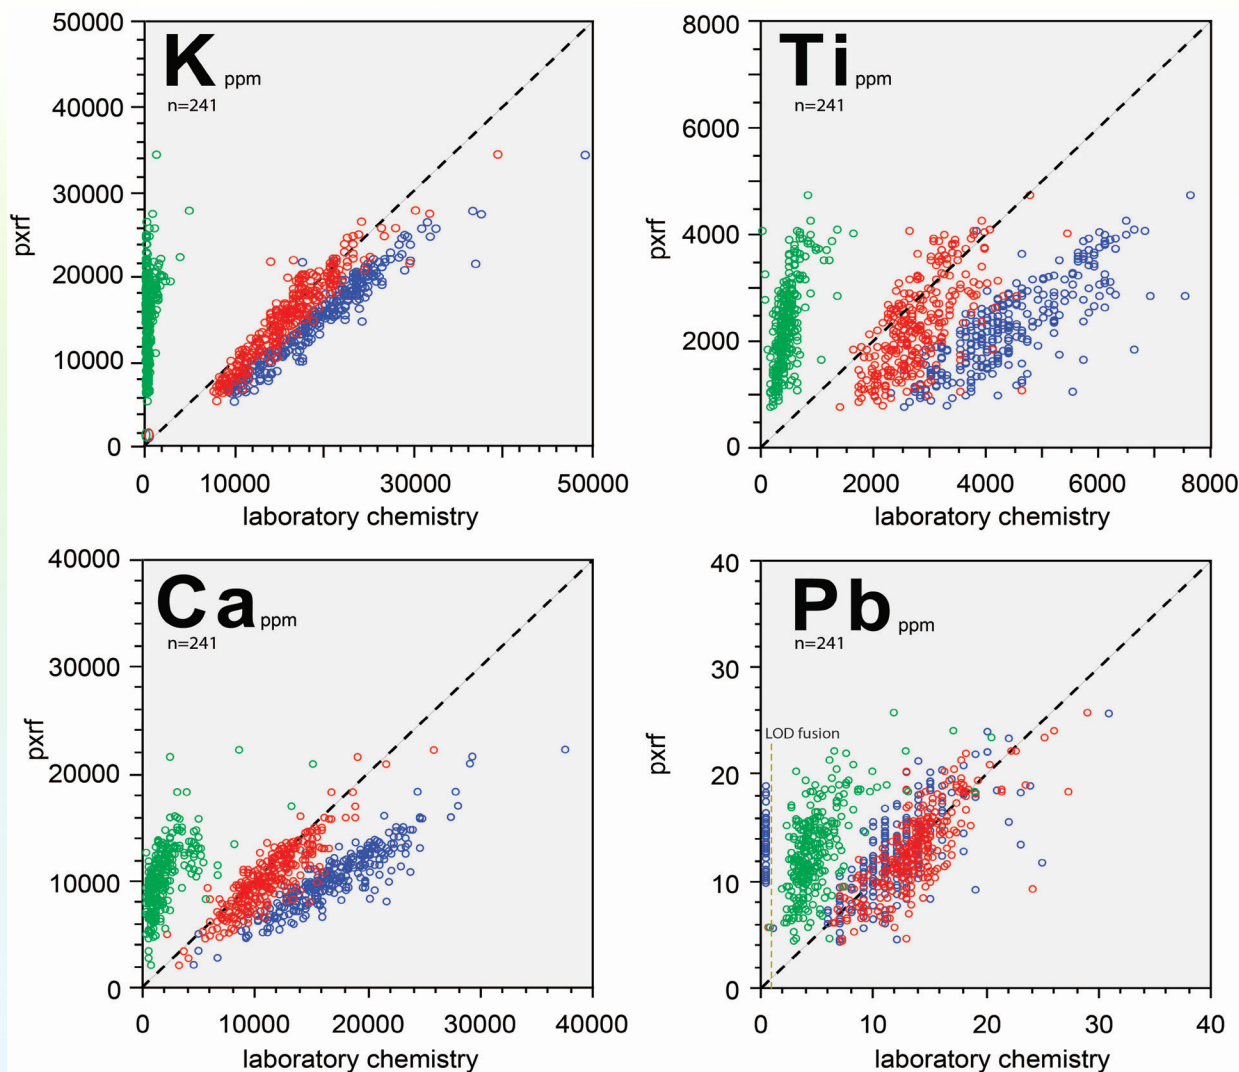 50000
40000
30000
20000
10000
0
pxrf
K ppm
n=241
0 10000 30000 50000
laboratory chemistry
8000
6000
4000
2000
0
pxrf
Ti ppm
n=241
0 2000 4000 6000 8000
laboratory chemistry
40000
30000
20000
10000
0
pxrf
Ca ppm
n=241
0 10000 20000 30000 40000
laboratory chemistry
40
30
20
10
0
pxrf
Pb ppm
n=241
LOD fusion
0 10 20 30 40
laboratory chemistry